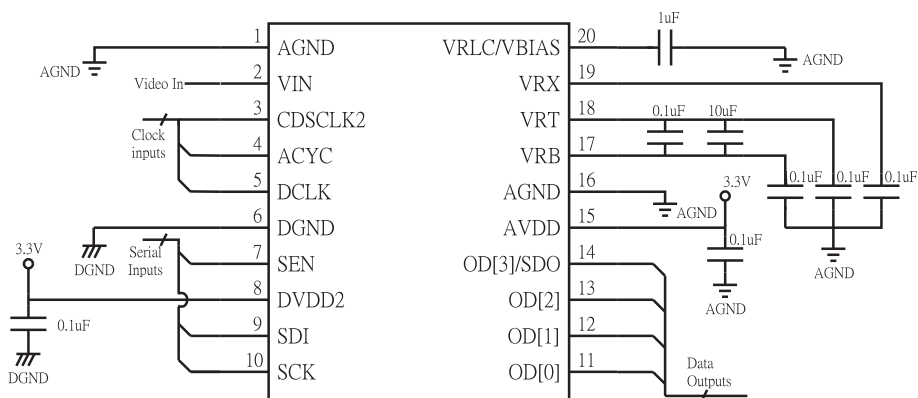 1uF
1 AGND VRLC/VBIAS 20
AGND AGND
2 VIN VRX 19
Video In
3 CDSCLK2 VRT 18
0.1uF 10uF
Clock
inputs
4 ACYC VRB 17
0.1uF 0.1uF 0.1uF
5 DCLK AGND 16
3.3V
AGND
6 DGND AVDD 15
3.3V DGND
Serial
Inputs
0.1uF
AGND
7 SEN OD[3]/SDO 14
8 DVDD2 OD[2] 13
AGND
0.1uF
9 SDI OD[1] 12
DGND
10 SCK OD[0] 11
Data
Outputs